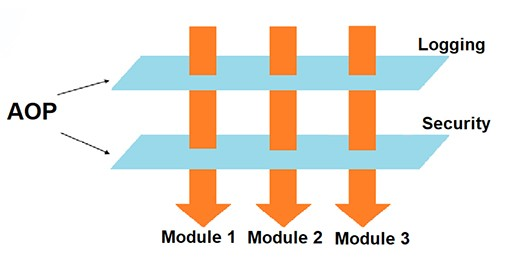 Logging
AOP
Security
Module 1 Module 2 Module 3